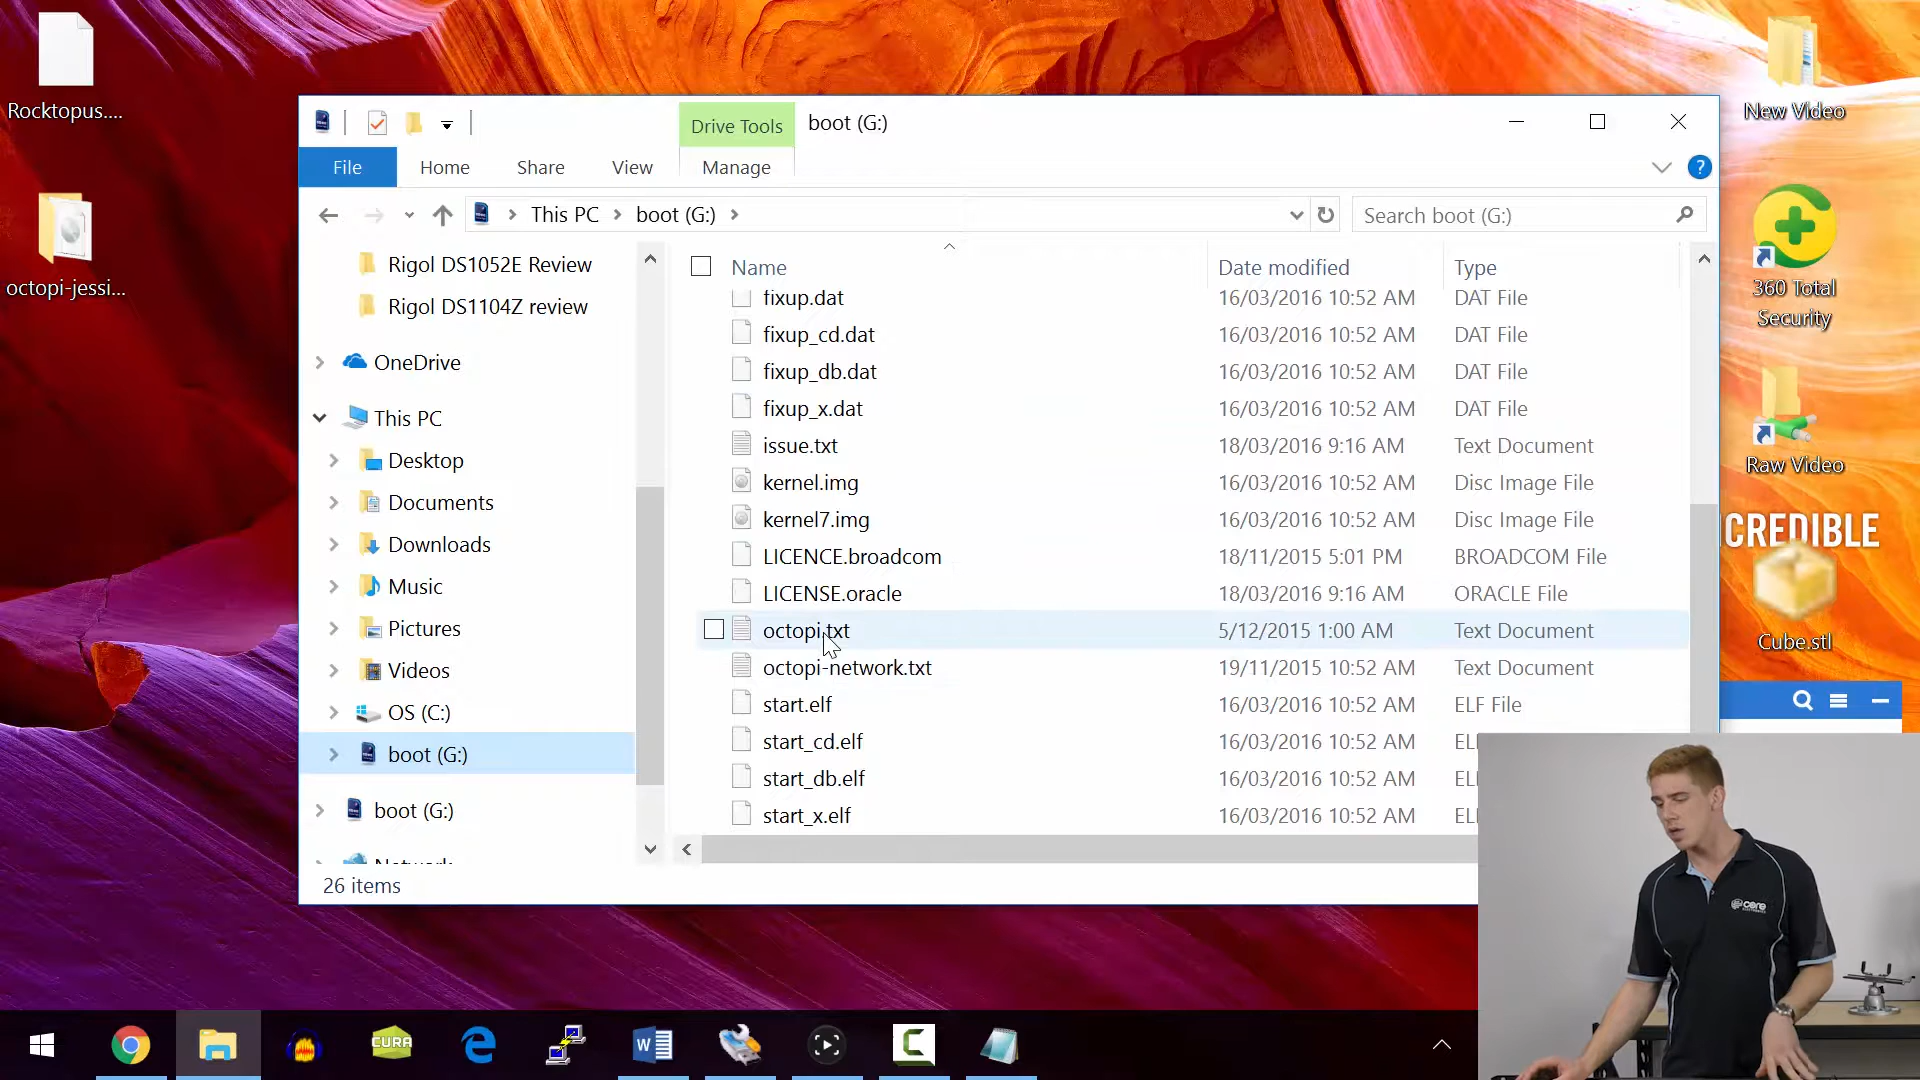 Rocktopus....
octopi-jessi...
Drive Tools
boot (G:)
File
Home
Share
View
Manage
?
This PC
boot (G:)
Search boot (G:)
Rigol DS1052E Review
Rigol DS1104Z review
OneDrive
This PC
Desktop
Documents
Downloads
Music
Pictures
Videos
OS (C:)
boot (G:)
boot (G:)
Network
Name Date modified Type
fixup.dat 16/03/2016 10:52 AM DAT File
fixup_cd.dat 16/03/2016 10:52 AM DAT File
fixup_db.dat 16/03/2016 10:52 AM DAT File
fixup_x.dat 16/03/2016 10:52 AM DAT File
issue.txt 18/03/2016 9:16 AM Text Document
kernel.img 16/03/2016 10:52 AM Disc Image File
kernel7.img 16/03/2016 10:52 AM Disc Image File
LICENCE.broadcom 18/11/2015 5:01 PM BROADCOM File
LICENSE.oracle 18/03/2016 9:16 AM ORACLE File
octopi.txt 5/12/2015 1:00 AM Text Document
octopi-network.txt 19/11/2015 10:52 AM Text Document
start.elf 16/03/2016 10:52 AM ELF File
start_cd.elf 16/03/2016 10:52 AM EL
start_db.elf 16/03/2016 10:52 AM EL
start_x.elf 16/03/2016 10:52 AM EL
26 items
New Video
360 Total
Security
Raw Video
CREDIBLE
Cube.stl
CURA
W
core